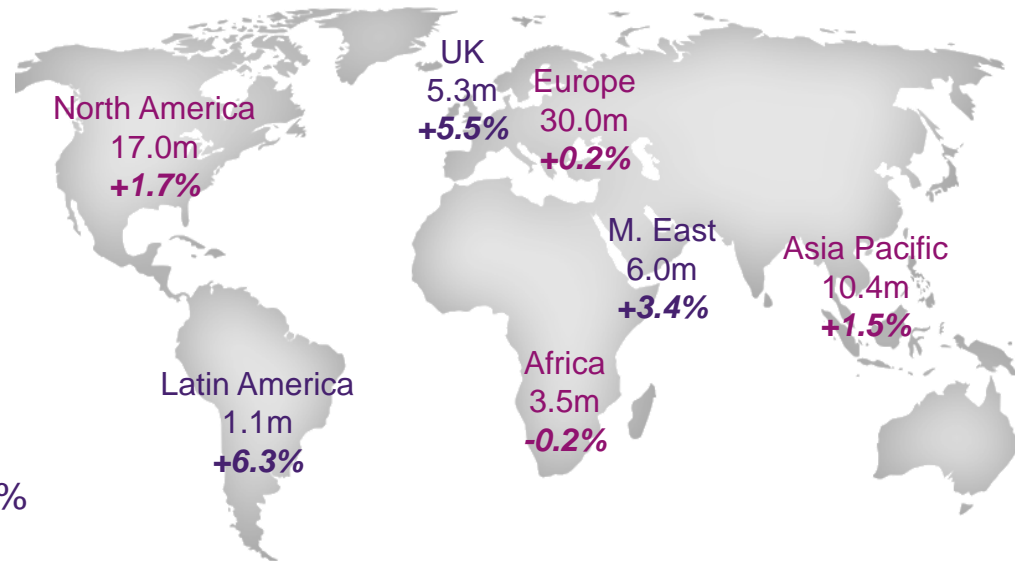 UK
5.3m
+5.5%
Europe
30.0m
+0.2%
North America
17.0m
+1.7%
M. East
6.0m
+3.4%
Asia Pacific
10.4m
+1.5%
Africa
3.5m
-0.2%
Latin America
1.1m
+6.3%
%